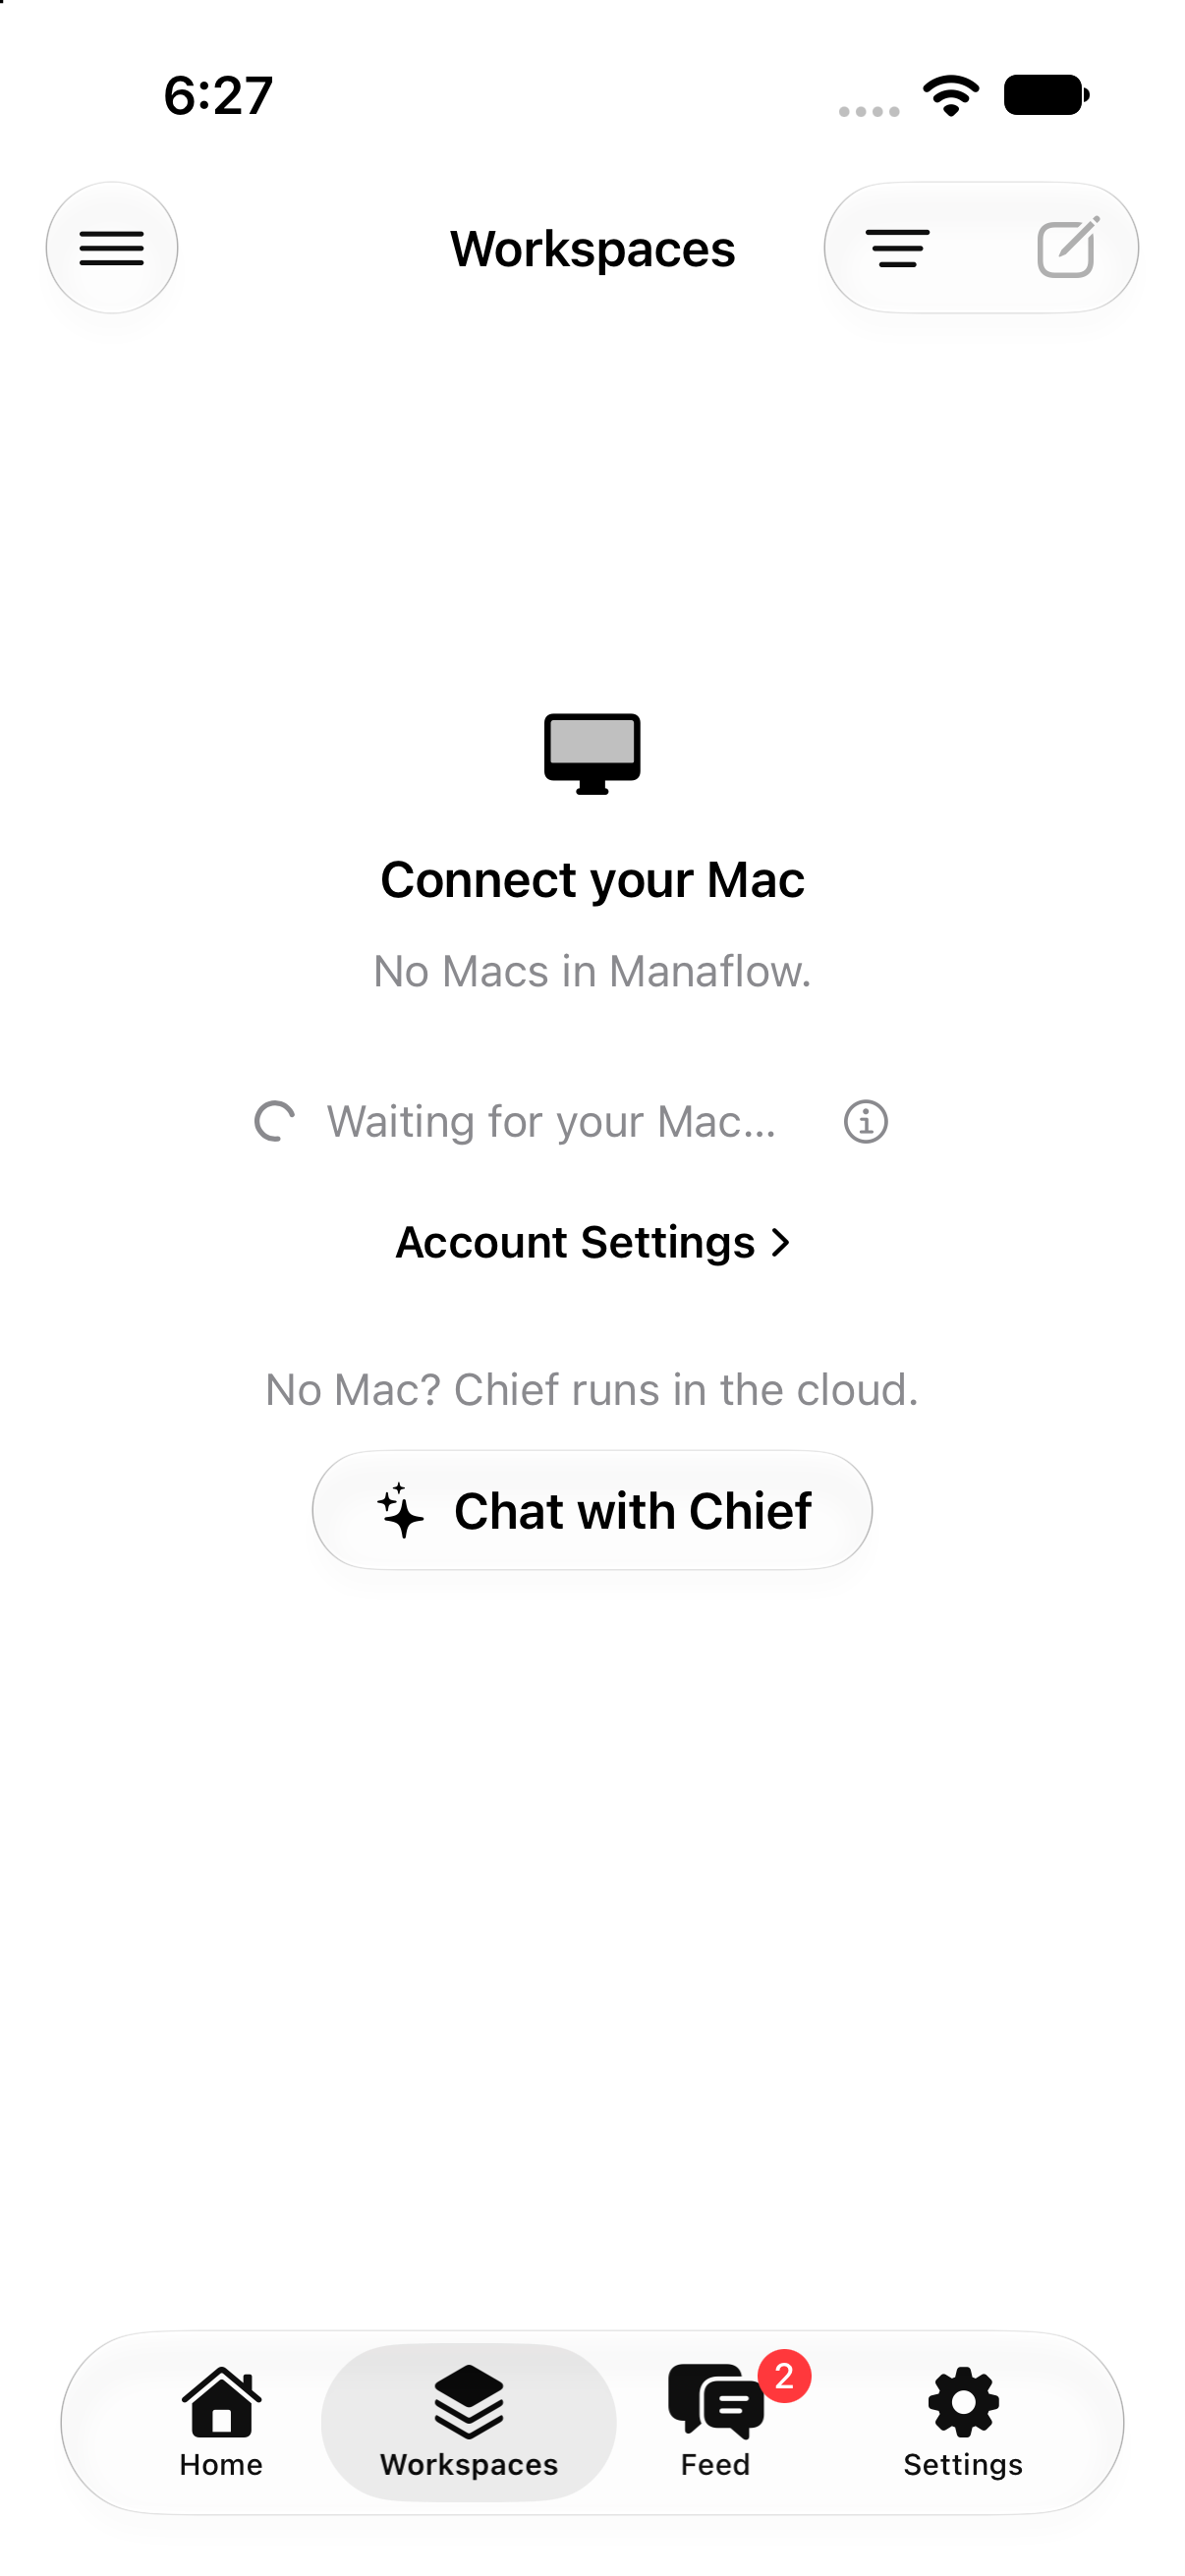 6:27
Workspaces
Connect your Mac
No Macs in Manaflow.
Waiting for your Mac...
Account Settings
No Mac? Chief runs in the cloud.
Chat with Chief
2
Home
Workspaces
Feed
Settings